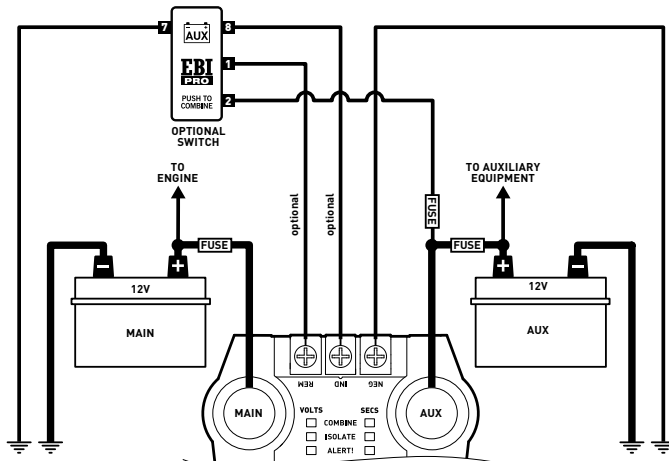 7
AUX
8
EBI
PRO
1
PUSH TO
COMBINE
2
OPTIONAL
SWITCH
TO
ENGINE
TO AUXILIARY
EQUIPMENT
optional
optional
FUSE
FUSE
FUSE
12V
MAIN
12V
AUX
REM
IND
NEG
MAIN
AUX
VOLTS
SECS
COMBINE
ISOLATE
ALERT!